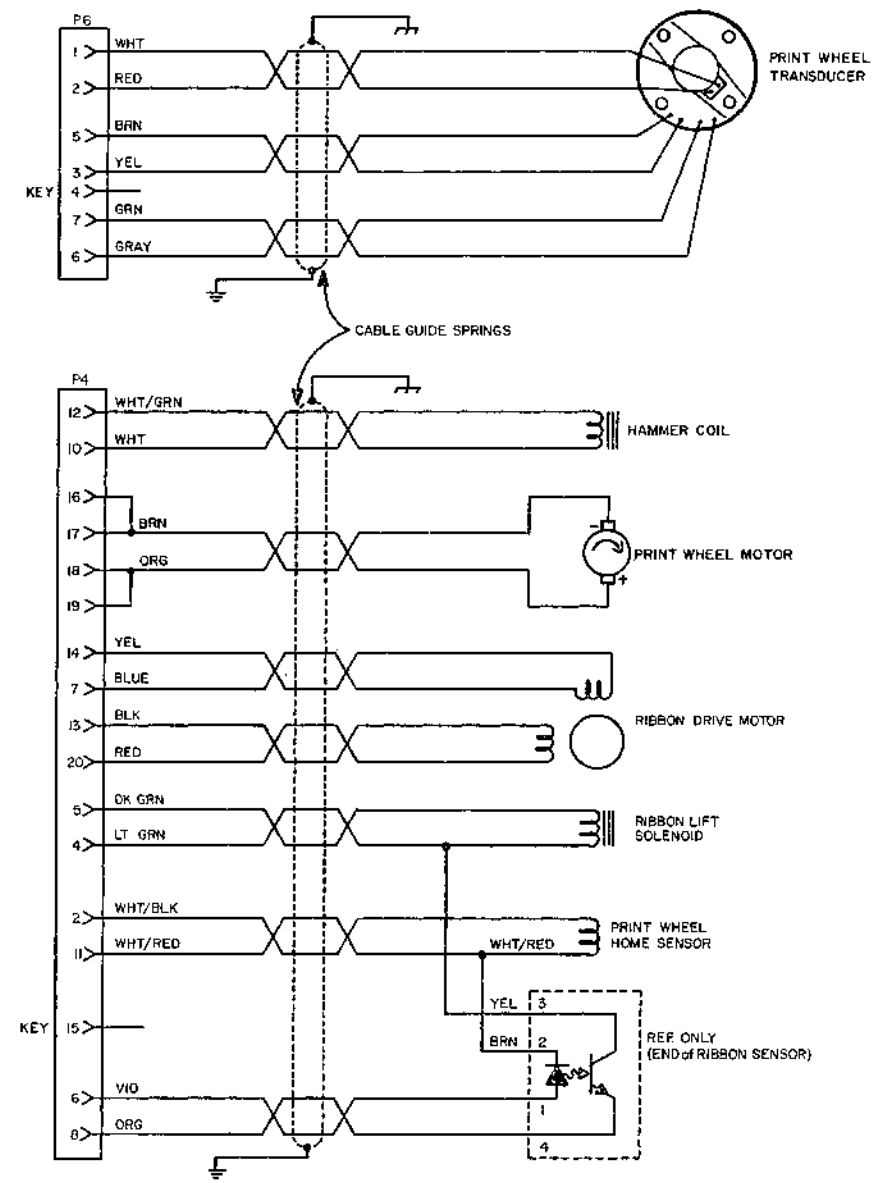 P6
1 WHT
2 RED
5 BRN
3 YEL
KEY 4
7 GRN
6 GRAY
PRINT WHEEL
TRANSDUCER
CABLE GUIDE SPRINGS
P4
12 WHT/GRN
10 WHT
HAMMER COIL
16
17 BRN
18 ORG
19
-
+
PRINT WHEEL MOTOR
14 YEL
7 BLUE
13 BLK
20 RED
RIBBON DRIVE MOTOR
5 DK GRN
4 LT GRN
RIBBON LIFT
SOLENOID
2 WHT/BLK
11 WHT/RED
WHT/RED
PRINT WHEEL
HOME SENSOR
KEY 15
YEL 3
BRN 2
1
4
REF. ONLY
(END of RIBBON SENSOR)
6 VIO
8 ORG